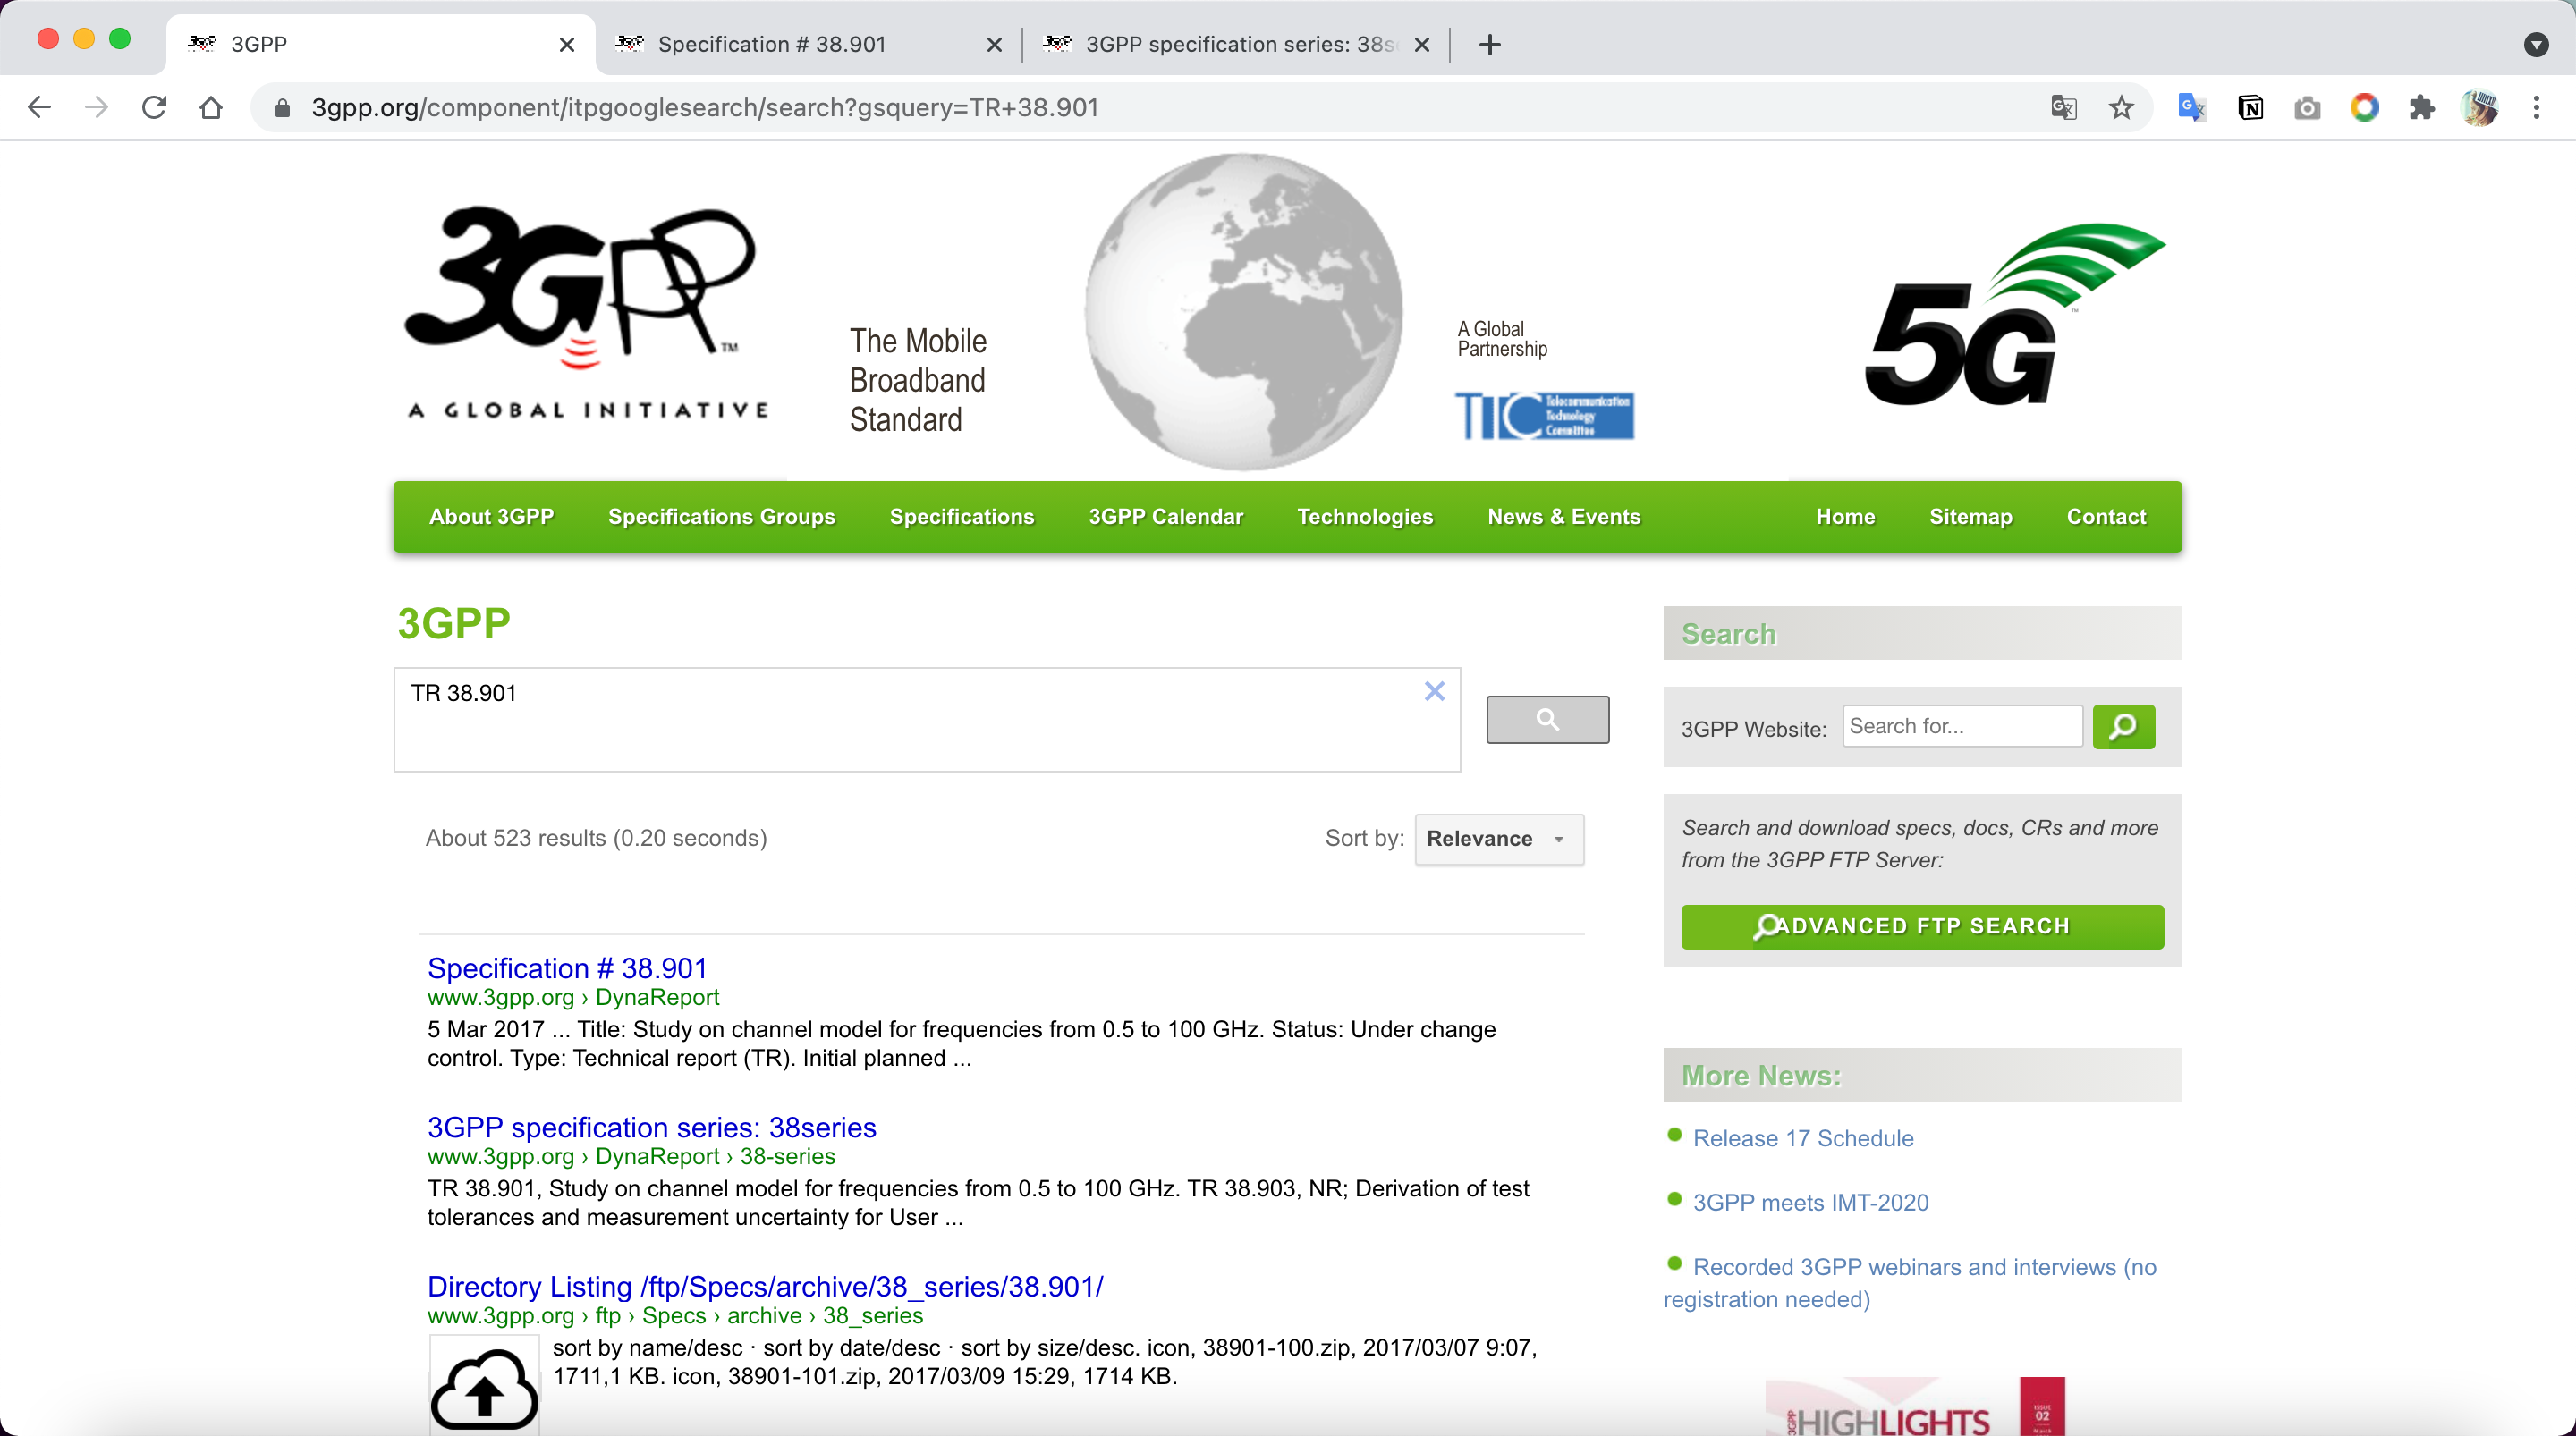 3GPP
Specification # 38.901
3GPP specification series: 38s
3gpp.org/component/itpgooglesearch/search?gsquery=TR+38.901
3GPP™
A GLOBAL INITIATIVE
The Mobile
Broadband
Standard
A Global
Partnership
TTC Telecommunication
Technology
Committee
5G™
About 3GPP Specifications Groups Specifications 3GPP Calendar Technologies News & Events Home Sitemap Contact
3GPP
TR 38.901
About 523 results (0.20 seconds)
Sort by: Relevance
Specification # 38.901
www.3gpp.org › DynaReport
5 Mar 2017 ... Title: Study on channel model for frequencies from 0.5 to 100 GHz. Status: Under change
control. Type: Technical report (TR). Initial planned ...
3GPP specification series: 38series
www.3gpp.org › DynaReport › 38-series
TR 38.901, Study on channel model for frequencies from 0.5 to 100 GHz. TR 38.903, NR; Derivation of test
tolerances and measurement uncertainty for User ...
Directory Listing /ftp/Specs/archive/38_series/38.901/
www.3gpp.org › ftp › Specs › archive › 38_series
sort by name/desc · sort by date/desc · sort by size/desc. icon, 38901-100.zip, 2017/03/07 9:07,
1711,1 KB. icon, 38901-101.zip, 2017/03/09 15:29, 1714 KB.
Search
3GPP Website: Search for...
Search and download specs, docs, CRs and more
from the 3GPP FTP Server:
ADVANCED FTP SEARCH
More News:
Release 17 Schedule
3GPP meets IMT-2020
Recorded 3GPP webinars and interviews (no
registration needed)
3GPP HIGHLIGHTS
ISSUE
02